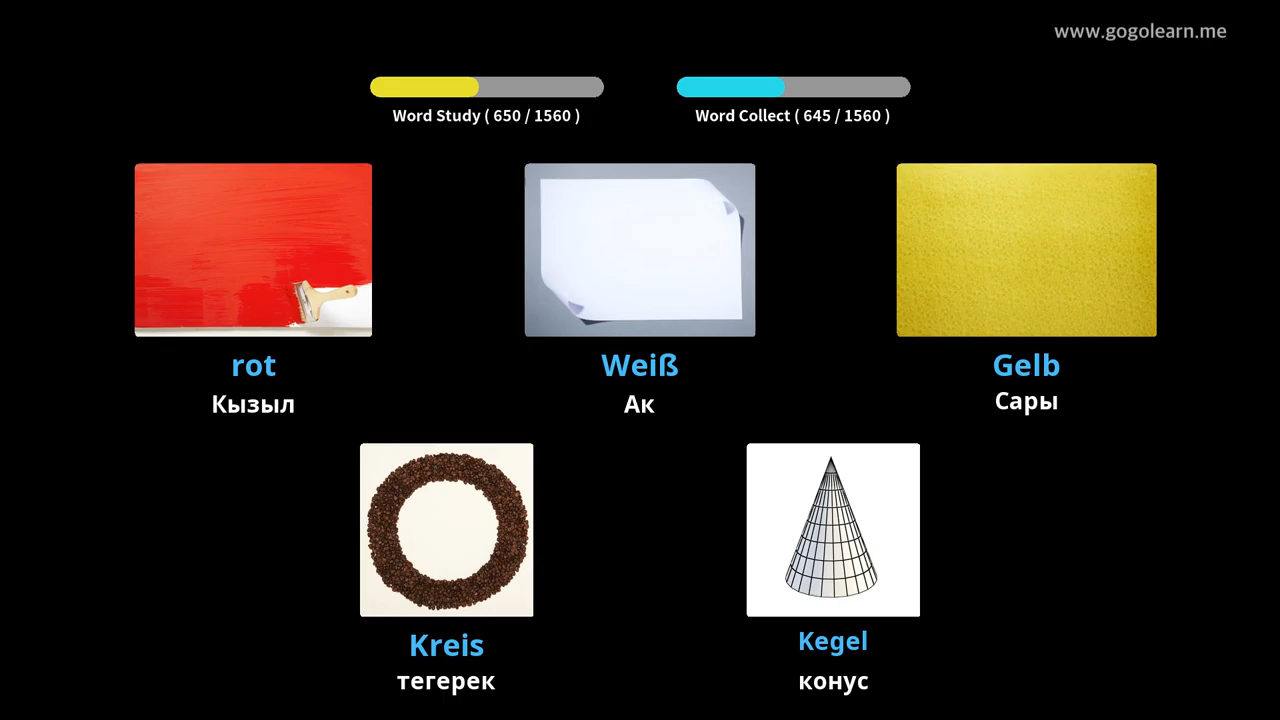 www.gogolearn.me
Word Study ( 650 / 1560 )
Word Collect ( 645 / 1560 )
rot
Кызыл
Weiß
Ак
Gelb
Сары
Kreis
тегерек
Kegel
конус